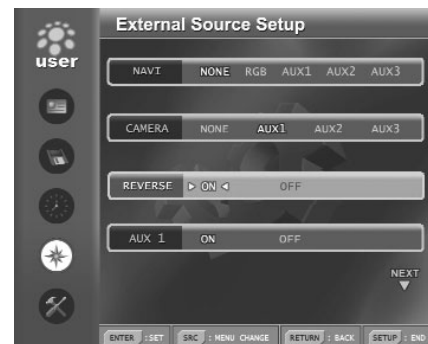 External Source Setup
user
NAVI NONE RGB AUX1 AUX2 AUX3
CAMERA NONE AUX1 AUX2 AUX3
REVERSE ON OFF
AUX 1 ON OFF
NEXT
ENTER : SET SRC : MENU CHANGE RETURN : BACK SETUP : END